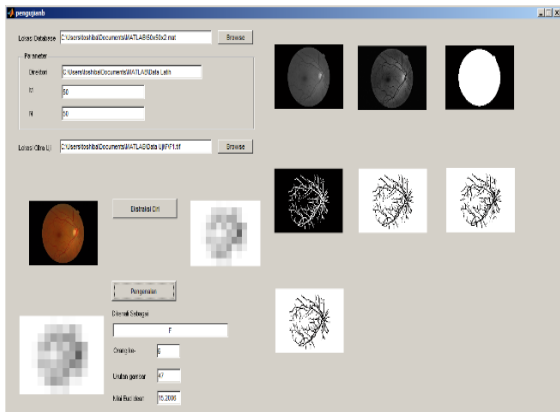 pengujianb
Lokasi Database C:\Users\toshiba\Documents\MATLAB\50x50x2.mat Browse
Parameter
Direktori C:\Users\toshiba\Documents\MATLAB\Data Latih
M 50
N 50
Lokasi Citra Uji C:\Users\toshiba\Documents\MATLAB\Data Uji\F\F1.tif Browse
Ekstraksi Ciri
Pengenalan
Dikenali Sebagai
F
Orang ke- 6
Urutan gambar 47
Nilai Euclidean 15.2006